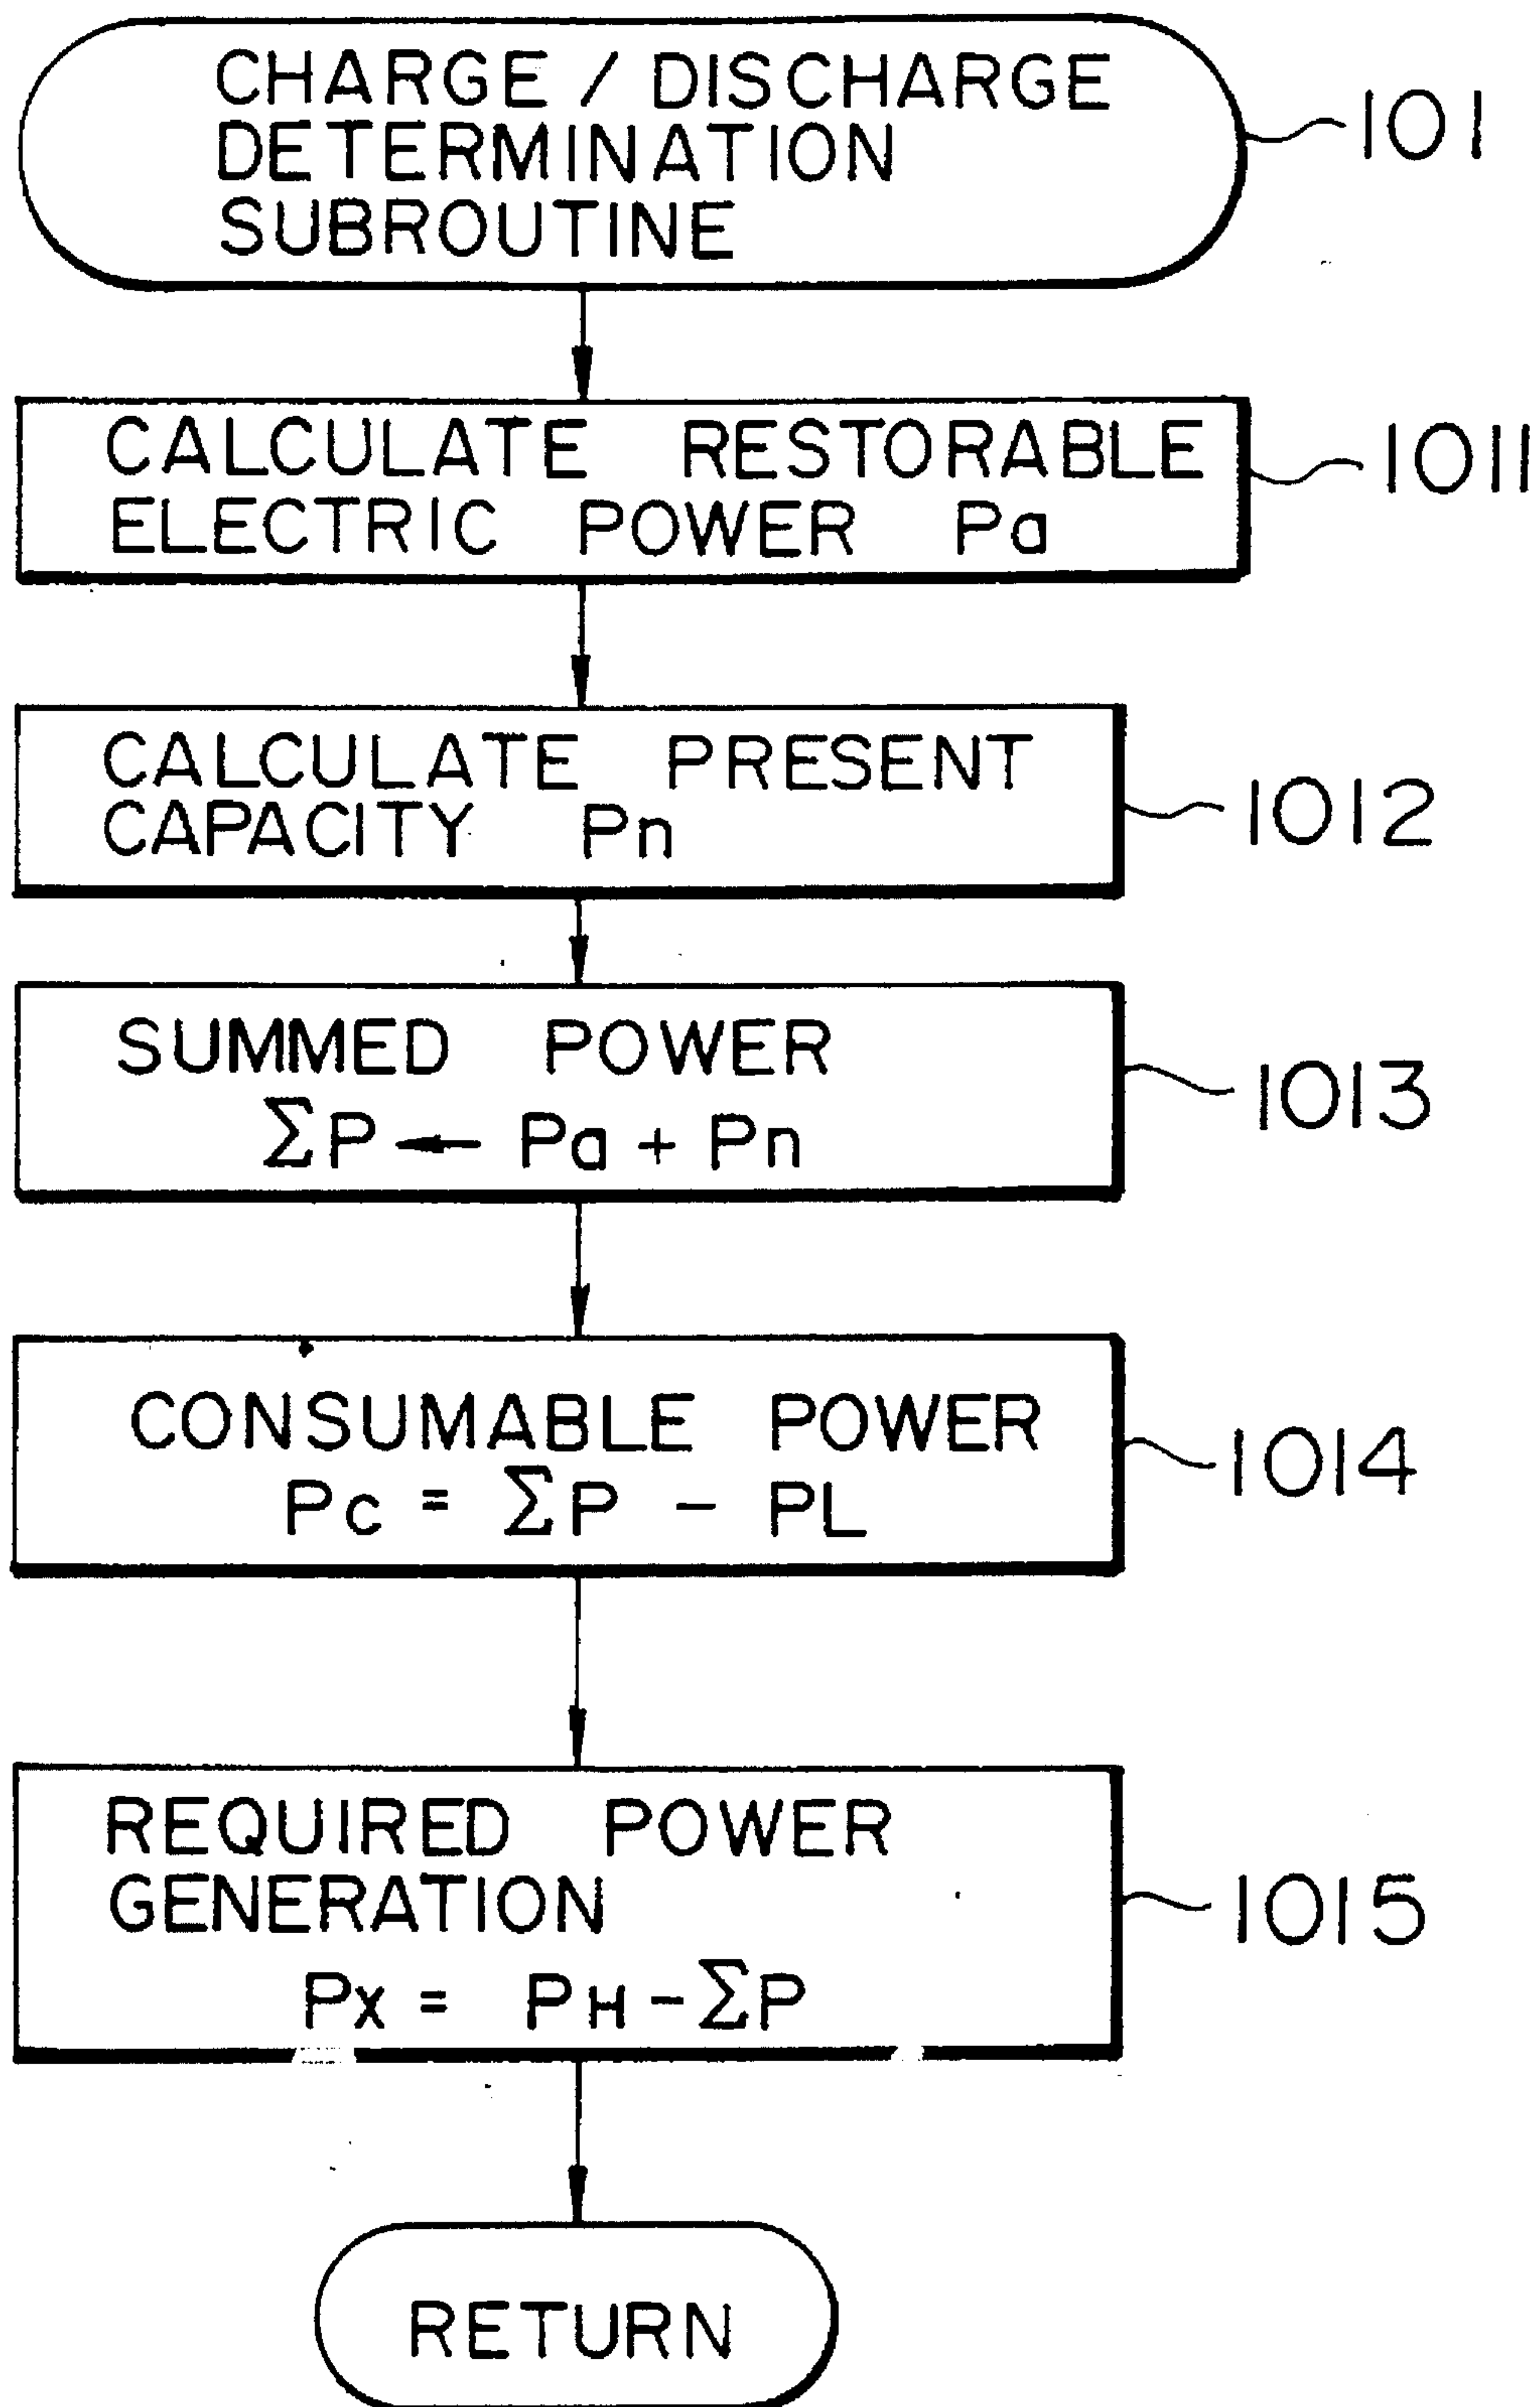 CHARGE / DISCHARGE
DETERMINATION
SUBROUTINE
101
CALCULATE RESTORABLE
ELECTRIC POWER Pa
1011
CALCULATE PRESENT
CAPACITY Pn
1012
SUMMED POWER
ΣP ← Pa + Pn
1013
CONSUMABLE POWER
Pc = ΣP - PL
1014
REQUIRED POWER
GENERATION
Px = PH - ΣP
1015
RETURN